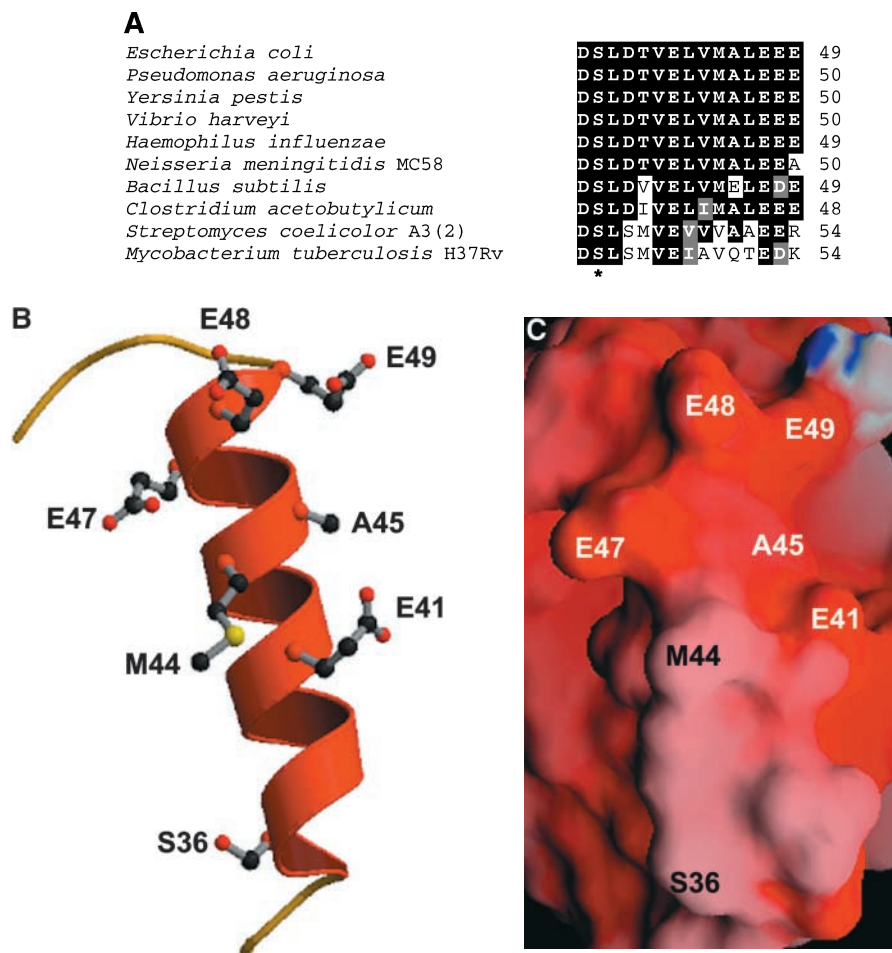 A
Escherichia coli DSLDTVELVMALEEE 49
Pseudomonas aeruginosa DSLDTVELVMALEEE 50
Yersinia pestis DSLDTVELVMALEEE 50
Vibrio harveyi DSLDTVELVMALEEE 50
Haemophilus influenzae DSLDTVELVMALEEE 49
Neisseria meningitidis MC58 DSLDTVELVMALEEA 50
Bacillus subtilis DSLDVVELVMELEDE 49
Clostridium acetobutylicum DSLDIVELIMALEEE 48
Streptomyces coelicolor A3(2) DSLSMVEVVVAAEER 54
Mycobacterium tuberculosis H37Rv DSLSMVEIAVQTEDK 54
*
B
E48
E49
E47
A45
E41
M44
S36
C
E48
E49
E47
A45
E41
M44
S36